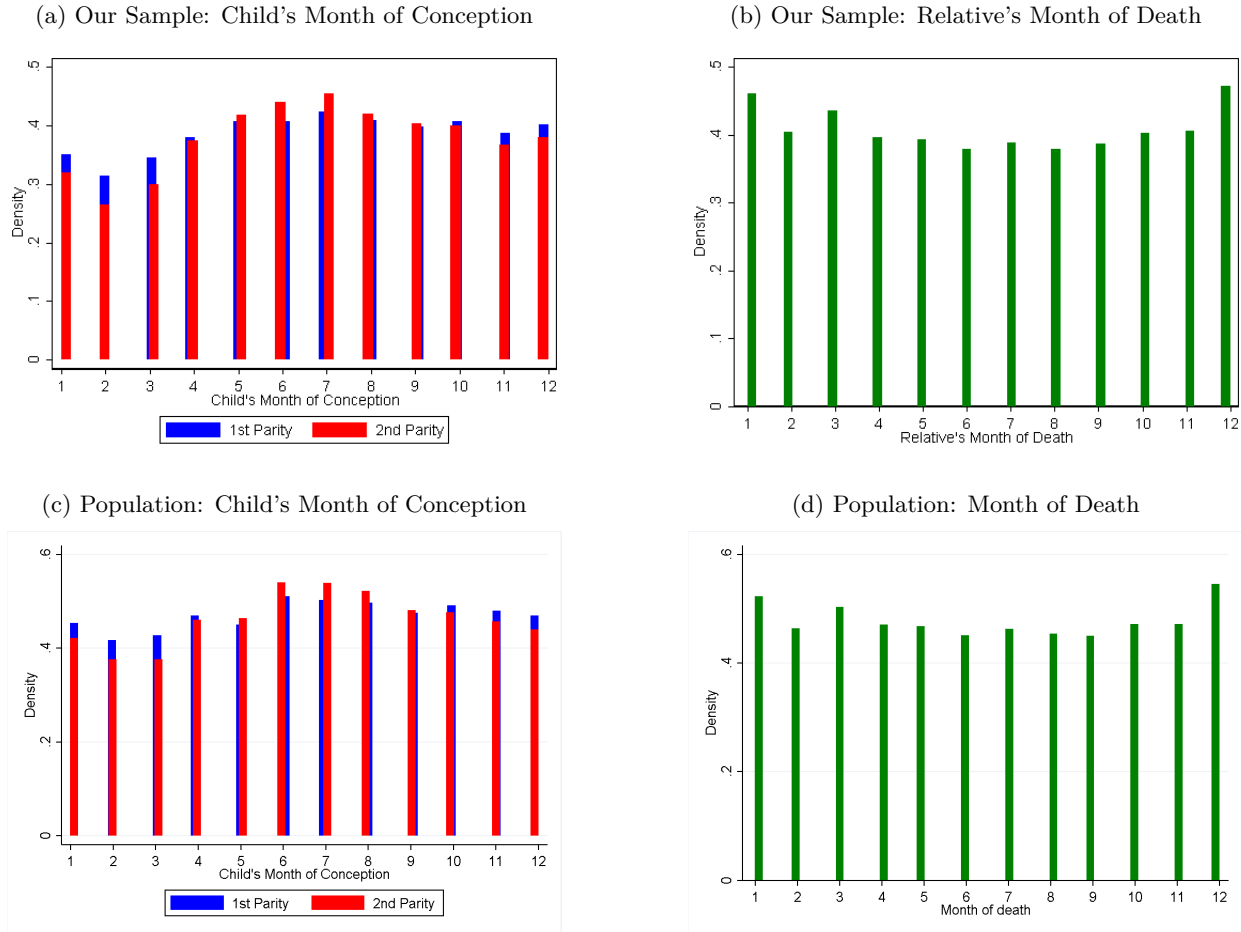 (a) Our Sample: Child's Month of Conception
.5
.4
.3
.2
.1
0
Density
1 2 3 4 5 6 7 8 9 10 11 12
Child's Month of Conception
1st Parity 2nd Parity
(b) Our Sample: Relative's Month of Death
.5
.4
.3
.2
.1
0
Density
1 2 3 4 5 6 7 8 9 10 11 12
Relative's Month of Death
(c) Population: Child's Month of Conception
.6
.4
.2
0
Density
1 2 3 4 5 6 7 8 9 10 11 12
Child's Month of Conception
1st Parity 2nd Parity
(d) Population: Month of Death
.6
.4
.2
0
Density
1 2 3 4 5 6 7 8 9 10 11 12
Month of death